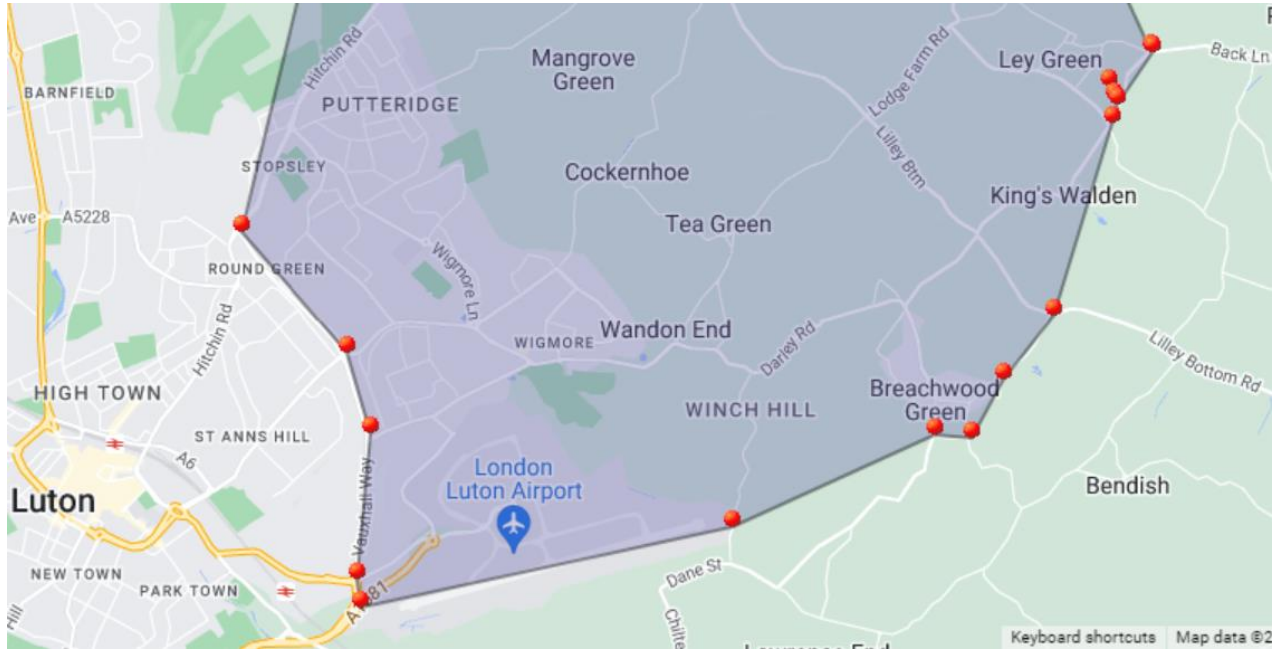 Mangrove
Green
Ley Green
Back Ln
BARNFIELD
Hitchin Rd
PUTTERIDGE
Lodge Farm Rd
Lilley Btm
STOPSLEY
Cockernhoe
King's Walden
Ave
A5228
Tea Green
ROUND GREEN
Wigmore Ln
Hitchin Rd
WIGMORE
Wandon End
Darley Rd
Lilley Bottom Rd
HIGH TOWN
Breachwood
Green
WINCH HILL
ST ANNS HILL
A6
London
Luton Airport
Bendish
Luton
Vauxhall Way
NEW TOWN
PARK TOWN
Dane St
Hill
Keyboard shortcuts
Map data ©2